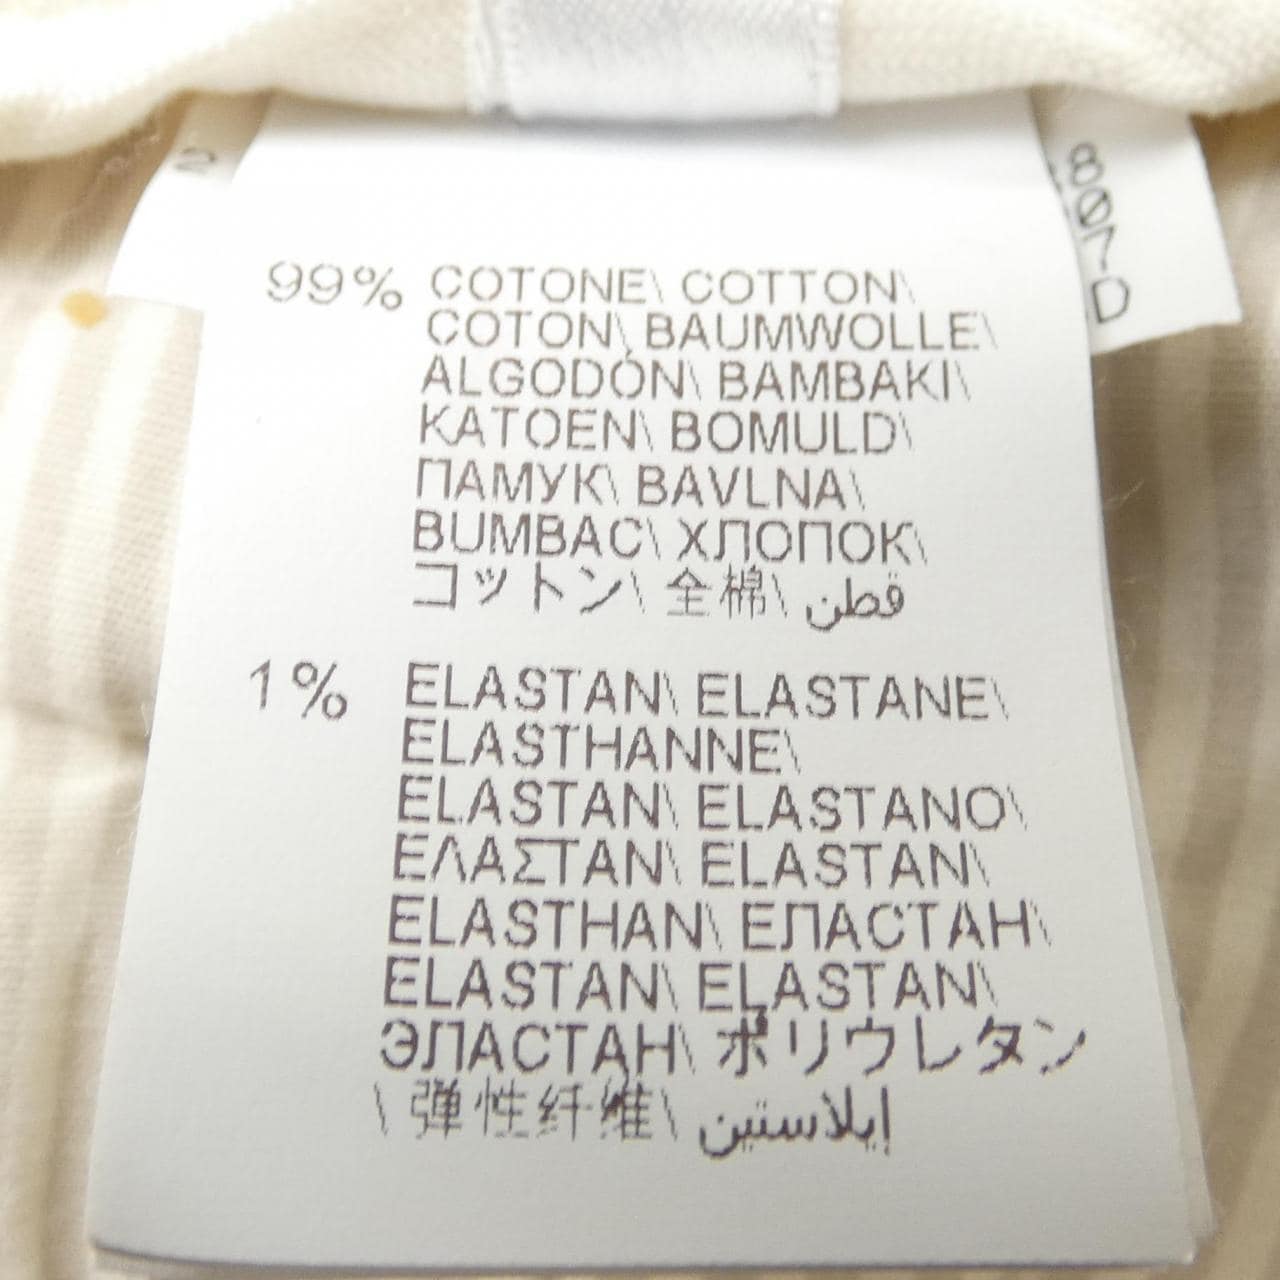 99% COTONE\ COTTON\
COTON\ BAUMWOLLE\
ALGODÓN\ BAMBAKI\
KATOEN\ BOMULD\
ПАМУК\ BAVLNA\
BUMBAC\ ХЛОПОК\
コットン\ 全棉\ قطن
1% ELASTAN\ ELASTANE\
ELASTHANNE\
ELASTAN\ ELASTANO\
ΕΛΑΣΤΑΝ\ ELASTAN\
ELASTHAN\ ЕЛАСТАН\
ELASTAN\ ELASTAN\
ЭЛАСТАН\ ポリウレタン
\ 弹性纤维\ إيلاستين
2